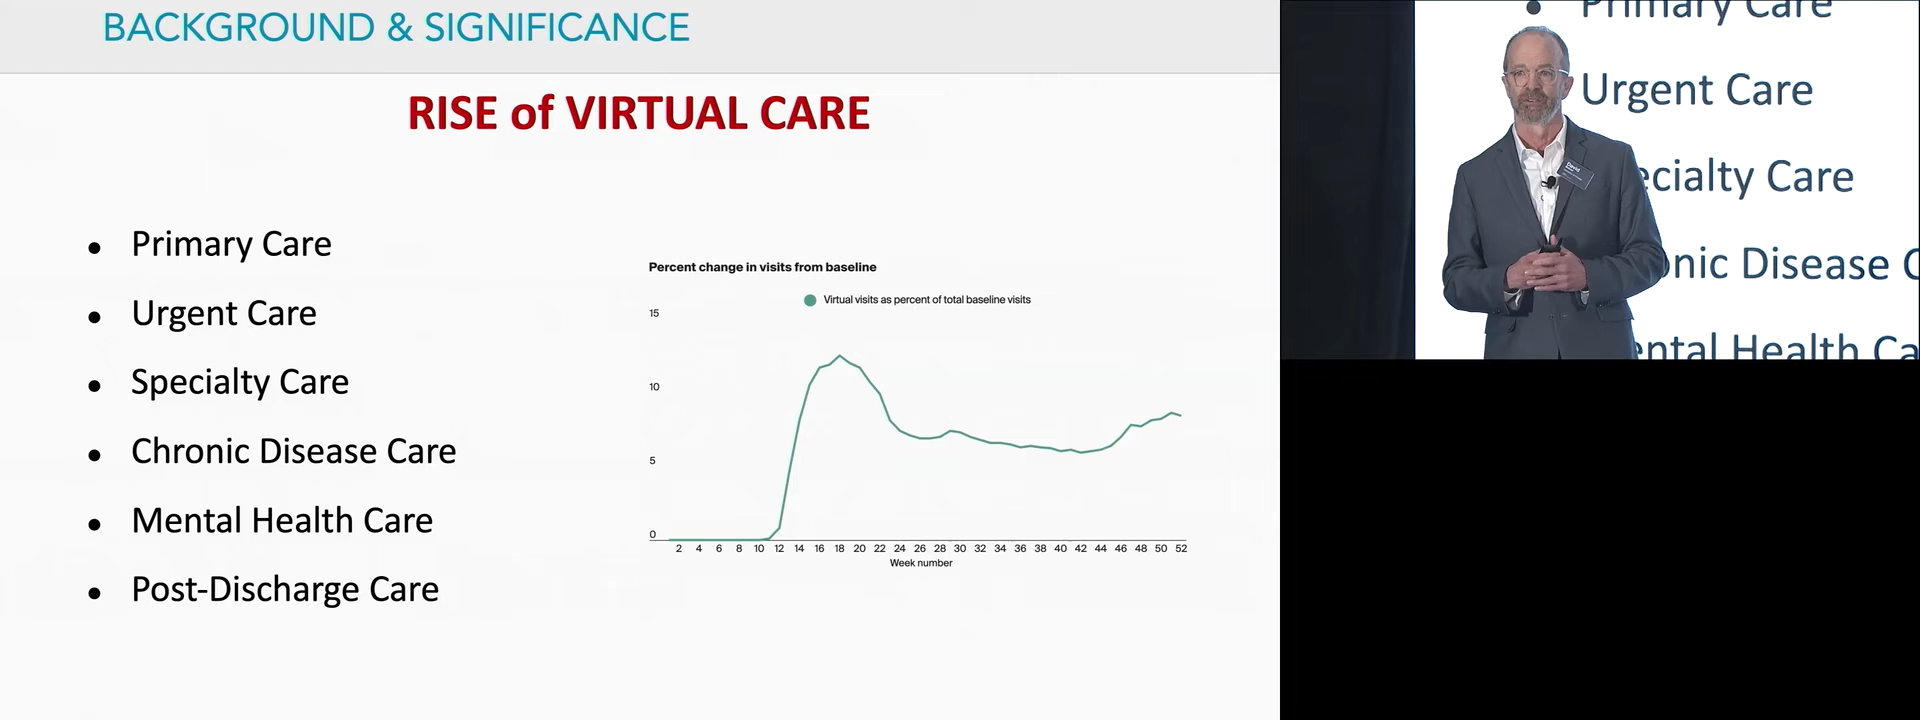 BACKGROUND & SIGNIFICANCE
RISE of VIRTUAL CARE
• Primary Care
• Urgent Care
• Specialty Care
• Chronic Disease Care
• Mental Health Care
• Post-Discharge Care
Percent change in visits from baseline
Virtual visits as percent of total baseline visits
15
10
5
0
2 4 6 8 10 12 14 16 18 20 22 24 26 28 30 32 34 36 38 40 42 44 46 48 50 52
Week number
• Primary Care
Urgent Care
ecialty Care
onic Disease C
ental Health Ca
David